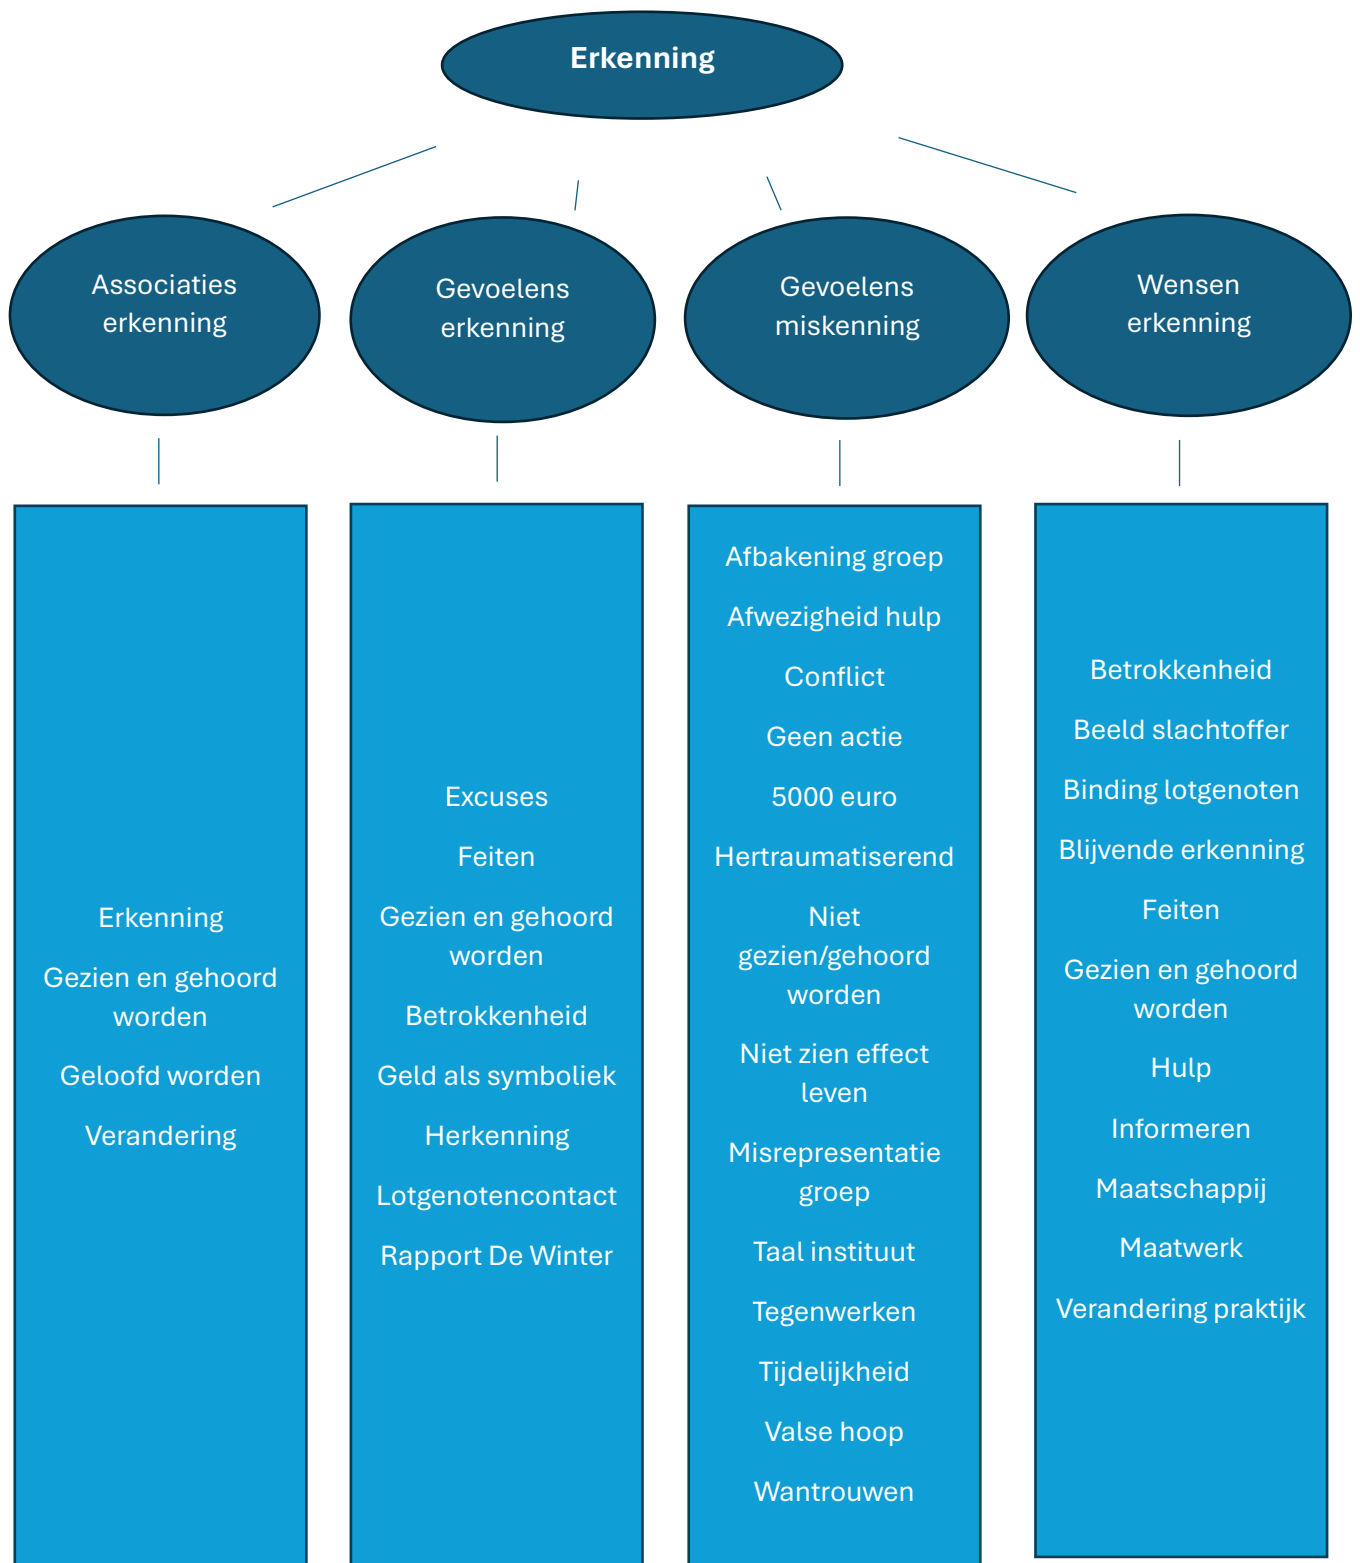 Erkenning
Associaties
erkenning
Gevoelens
erkenning
Gevoelens
miskenning
Wensen
erkenning
Erkenning
Gezien en gehoord
worden
Geloofd worden
Verandering
Excuses
Feiten
Gezien en gehoord
worden
Betrokkenheid
Geld als symboliek
Herkenning
Lotgenotencontact
Rapport De Winter
Afbakening groep
Afwezigheid hulp
Conflict
Geen actie
5000 euro
Hertraumatiserend
Niet
gezien/gehoord
worden
Niet zien effect
leven
Misrepresentatie
groep
Taal instituut
Tegenwerken
Tijdelijkheid
Valse hoop
Wantrouwen
Betrokkenheid
Beeld slachtoffer
Binding lotgenoten
Blijvende erkenning
Feiten
Gezien en gehoord
worden
Hulp
Informeren
Maatschappij
Maatwerk
Verandering praktijk